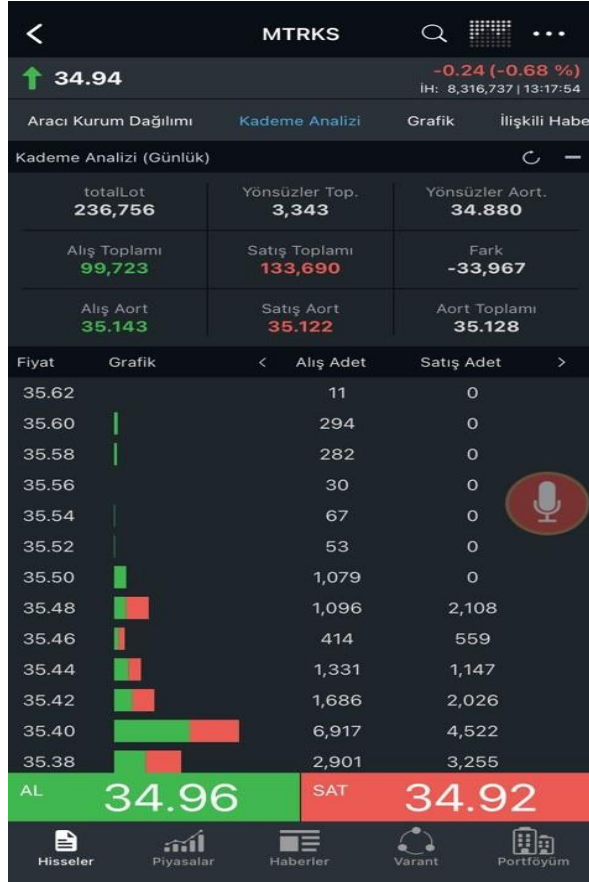 MTRKS
34.94
-0.24 (-0.68 %)
İH: 8,316,737 | 13:17:54
Aracı Kurum Dağılımı Kademe Analizi Grafik İlişkili Habe
Kademe Analizi (Günlük)
totalLot Yönsüzler Top. Yönsüzler Aort.
236,756 3,343 34.880
Alış Toplamı Satış Toplamı Fark
99,723 133,690 -33,967
Alış Aort Satış Aort Aort Toplamı
35.143 35.122 35.128
Fiyat Grafik < Alış Adet Satış Adet >
35.62 11 0
35.60 294 0
35.58 282 0
35.56 30 0
35.54 67 0
35.52 53 0
35.50 1,079 0
35.48 1,096 2,108
35.46 414 559
35.44 1,331 1,147
35.42 1,686 2,026
35.40 6,917 4,522
35.38 2,901 3,255
AL 34.96 SAT 34.92
Hisseler Piyasalar Haberler Varant Portföyüm